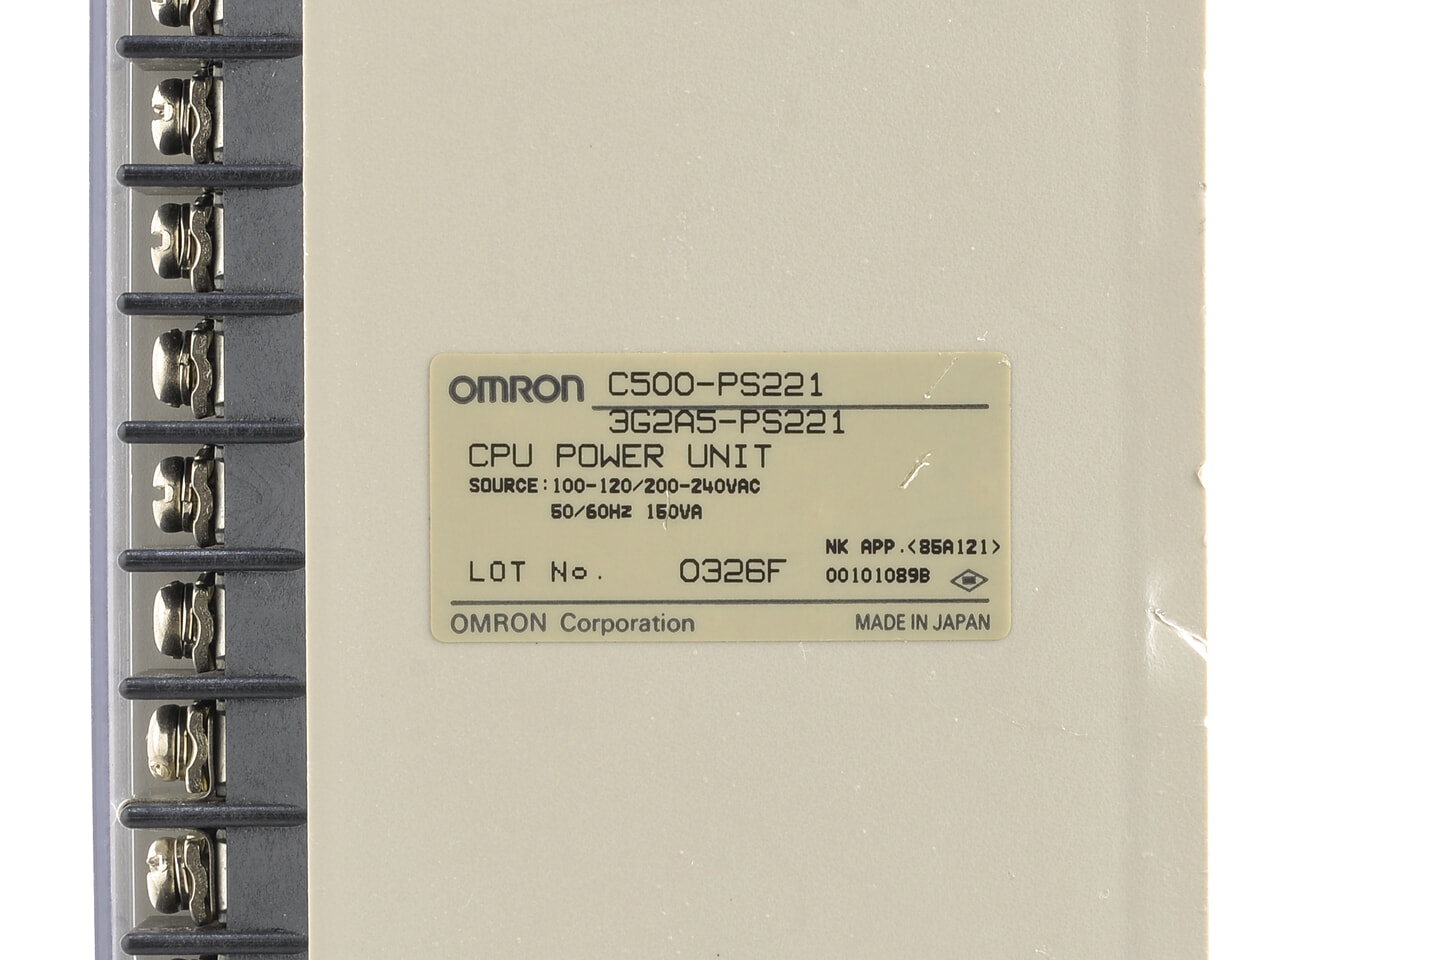 OMRON C500-PS221
3G2A5-PS221
CPU POWER UNIT
SOURCE:100-120/200-240VAC
50/60Hz 150VA
NK APP.<85A121>
LOT No. 0326F 00101089B
OMRON Corporation MADE IN JAPAN